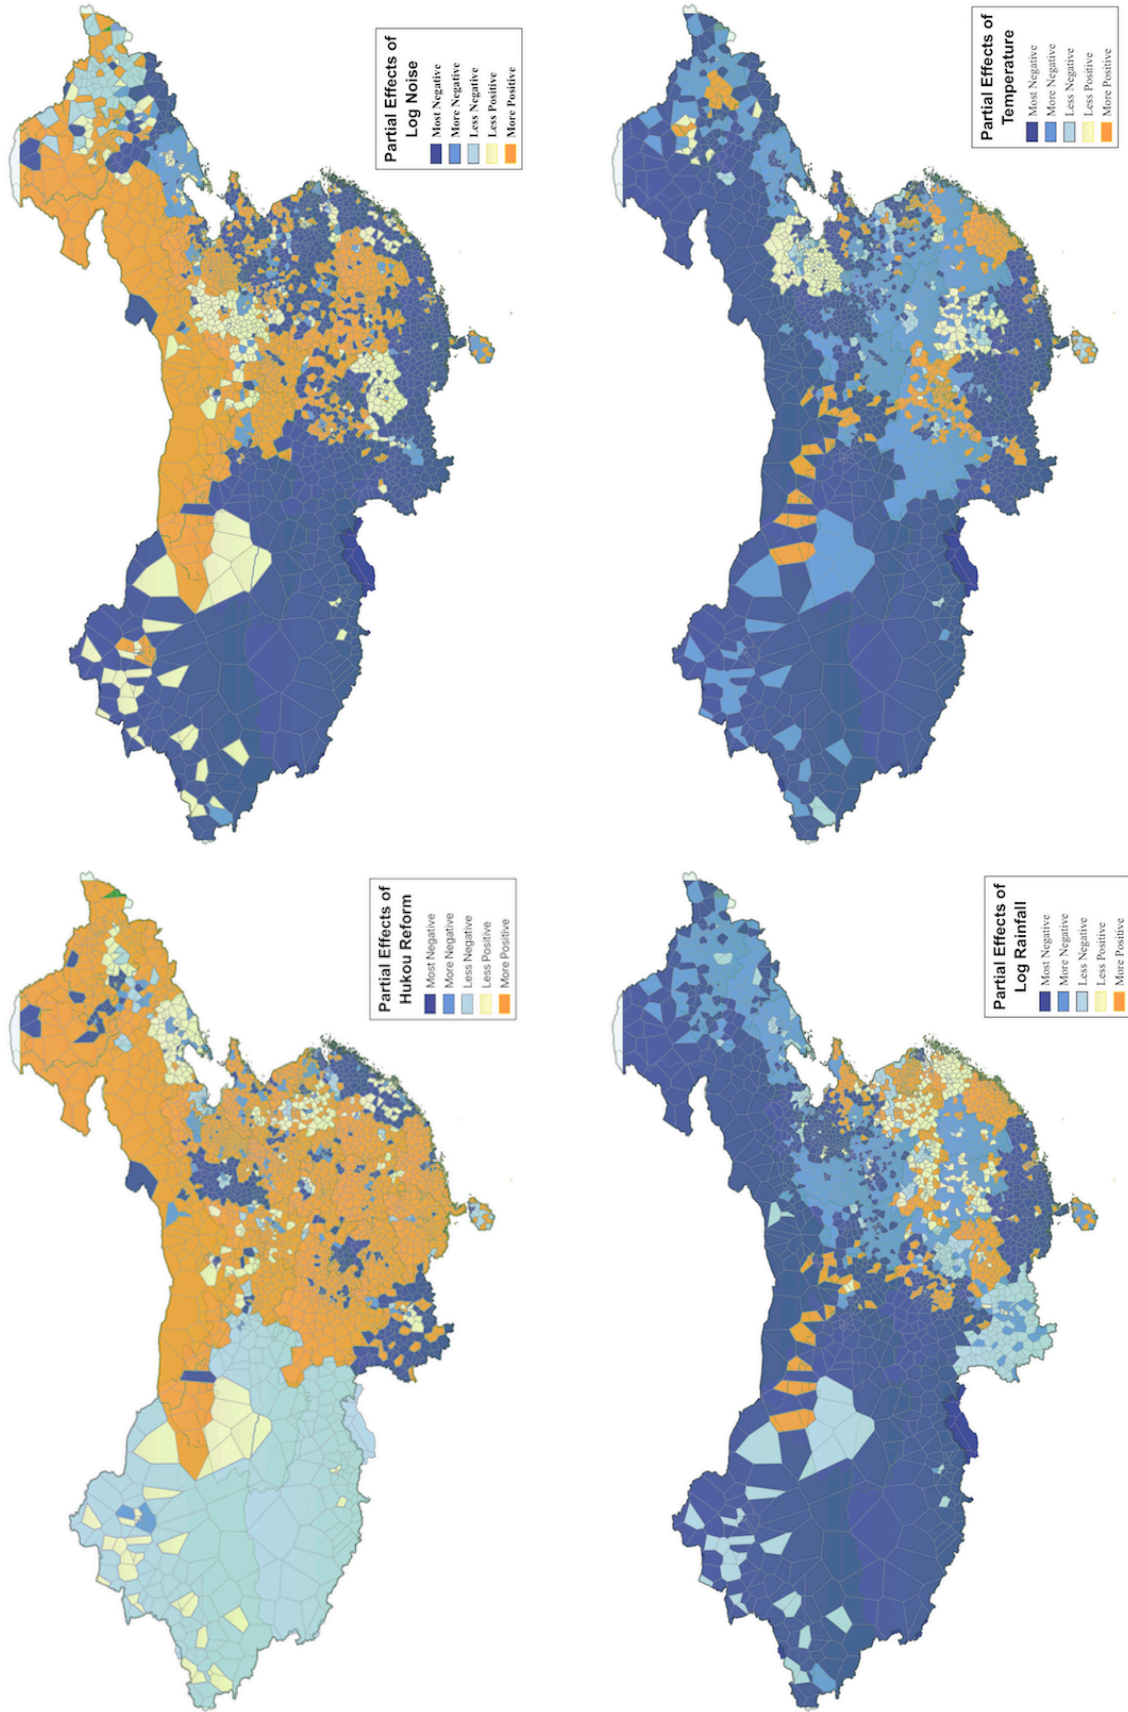 Partial Effects of
Hukou Reform
Most Negative
More Negative
Less Negative
Less Positive
More Positive
Partial Effects of
Log Noise
Most Negative
More Negative
Less Negative
Less Positive
More Positive
Partial Effects of
Log Rainfall
Most Negative
More Negative
Less Negative
Less Positive
More Positive
Partial Effects of
Temperature
Most Negative
More Negative
Less Negative
Less Positive
More Positive